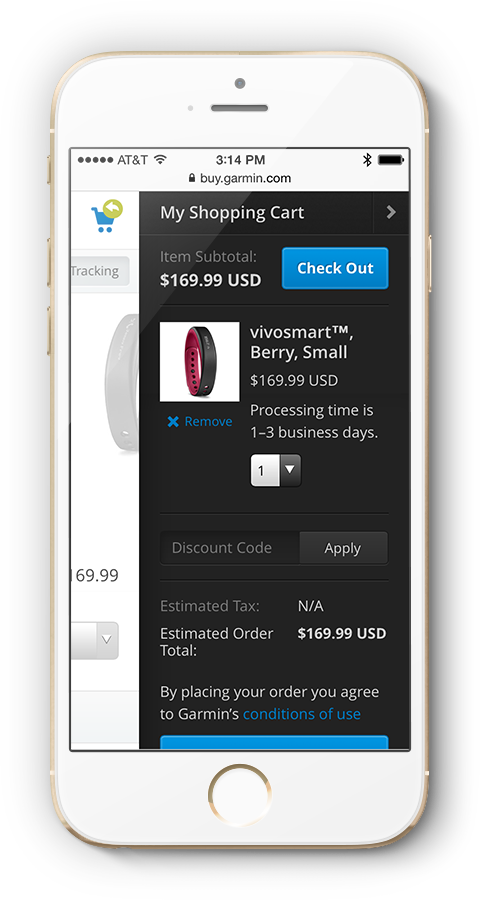 AT&T 3:14 PM
buy.garmin.com
My Shopping Cart
Tracking
Item Subtotal:
$169.99 USD
Check Out
vivosmart™,
Berry, Small
$169.99 USD
Processing time is
1–3 business days.
Remove
1
Discount Code Apply
169.99
Estimated Tax: N/A
Estimated Order
Total: $169.99 USD
By placing your order you agree
to Garmin's conditions of use